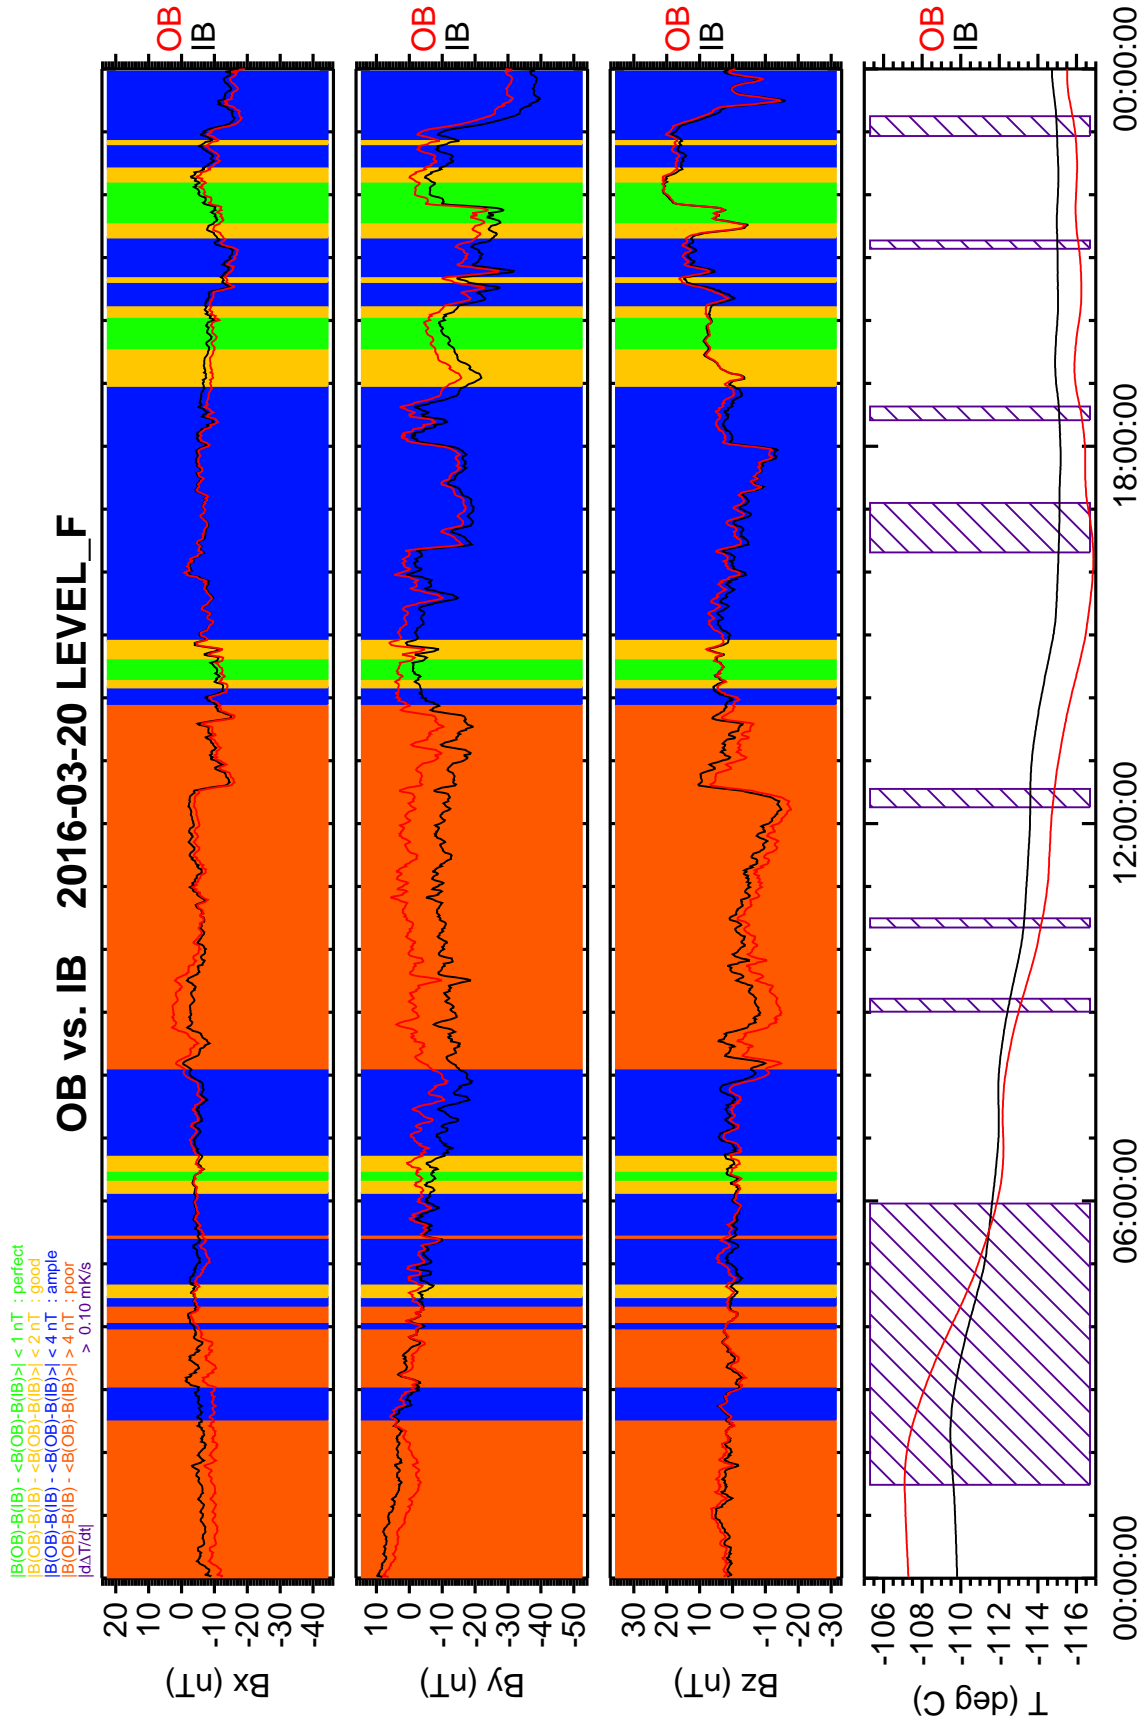 |B(OB)-B(IB) - <B(OB)-B(IB)>| < 1 nT : perfect
|B(OB)-B(IB) - <B(OB)-B(IB)>| < 2 nT : good
|B(OB)-B(IB) - <B(OB)-B(IB)>| < 4 nT : ample
|B(OB)-B(IB) - <B(OB)-B(IB)>| > 4 nT : poor
|dΔT/dt| > 0.10 mK/s
OB vs. IB 2016-03-20 LEVEL_F
Bx (nT)
20
10
0
-10
-20
-30
-40
OB
IB
By (nT)
10
0
-10
-20
-30
-40
-50
OB
IB
Bz (nT)
30
20
10
0
-10
-20
-30
OB
IB
T (deg C)
-106
-108
-110
-112
-114
-116
OB
IB
00:00:00
06:00:00
12:00:00
18:00:00
00:00:00